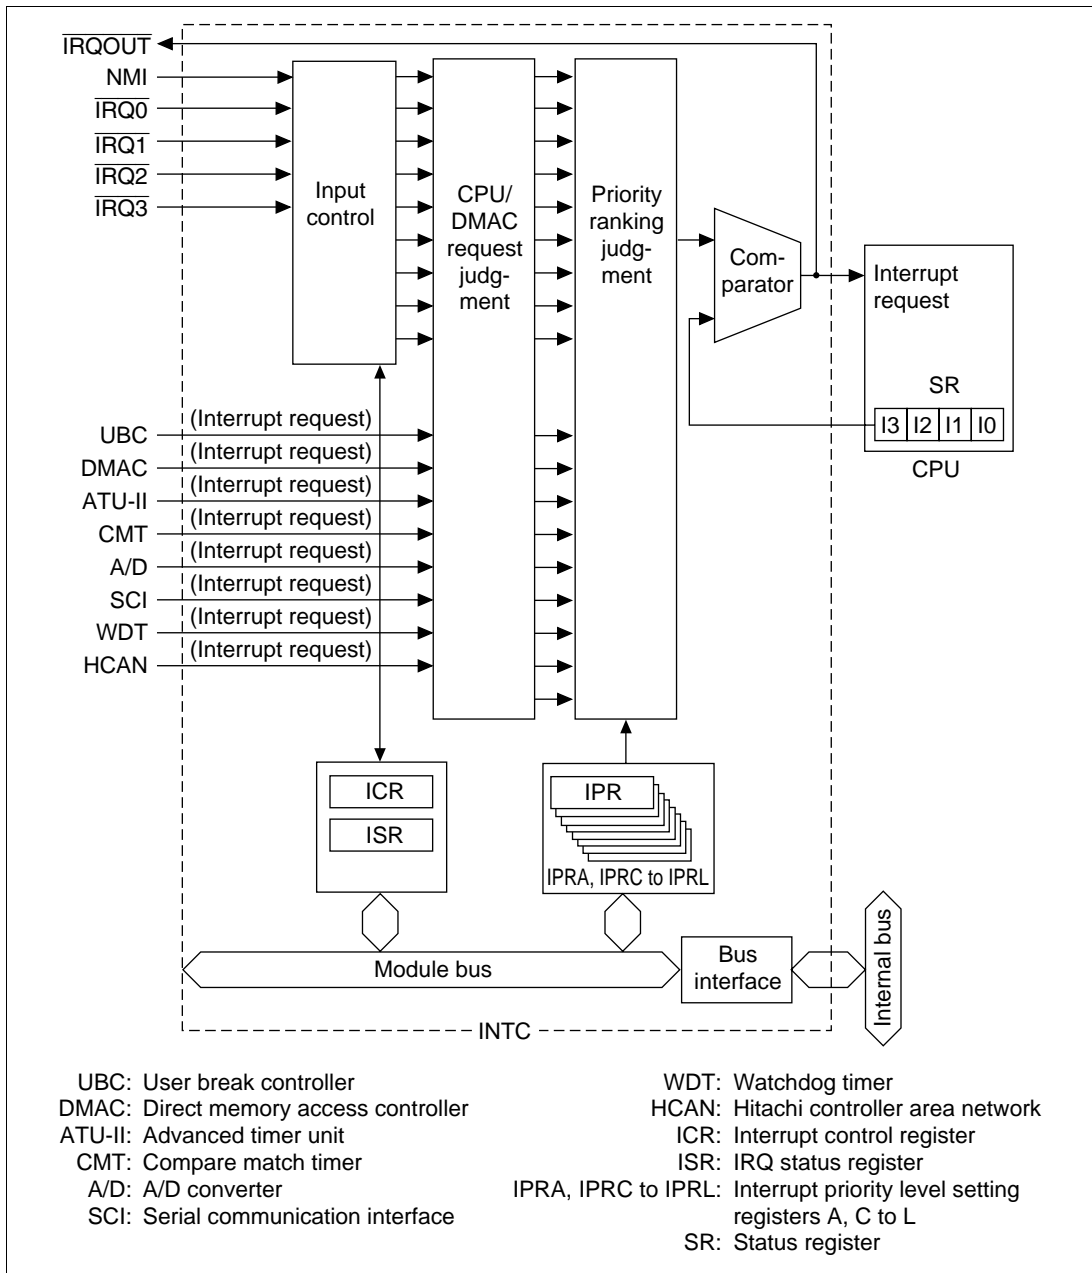 IRQOUT
NMI
IRQ0
IRQ1
IRQ2
IRQ3
Input
control
CPU/
DMAC
request
judg-
ment
Priority
ranking
judg-
ment
Com-
parator
Interrupt
request
SR
I3 I2 I1 I0
CPU
UBC
(Interrupt request)
DMAC
(Interrupt request)
ATU-II
(Interrupt request)
CMT
(Interrupt request)
A/D
(Interrupt request)
SCI
(Interrupt request)
WDT
(Interrupt request)
HCAN
(Interrupt request)
ICR
ISR
IPR
IPRA, IPRC to IPRL
Module bus
Bus
interface
Internal bus
INTC
UBC: User break controller
DMAC: Direct memory access controller
ATU-II: Advanced timer unit
CMT: Compare match timer
A/D: A/D converter
SCI: Serial communication interface
WDT: Watchdog timer
HCAN: Hitachi controller area network
ICR: Interrupt control register
ISR: IRQ status register
IPRA, IPRC to IPRL: Interrupt priority level setting
registers A, C to L
SR: Status register